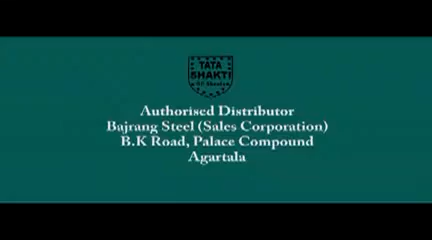 TATA
SHAKTI
Authorised Distributor
Bajrang Steel (Sales Corporation)
B.K Road, Palace Compound
Agartala